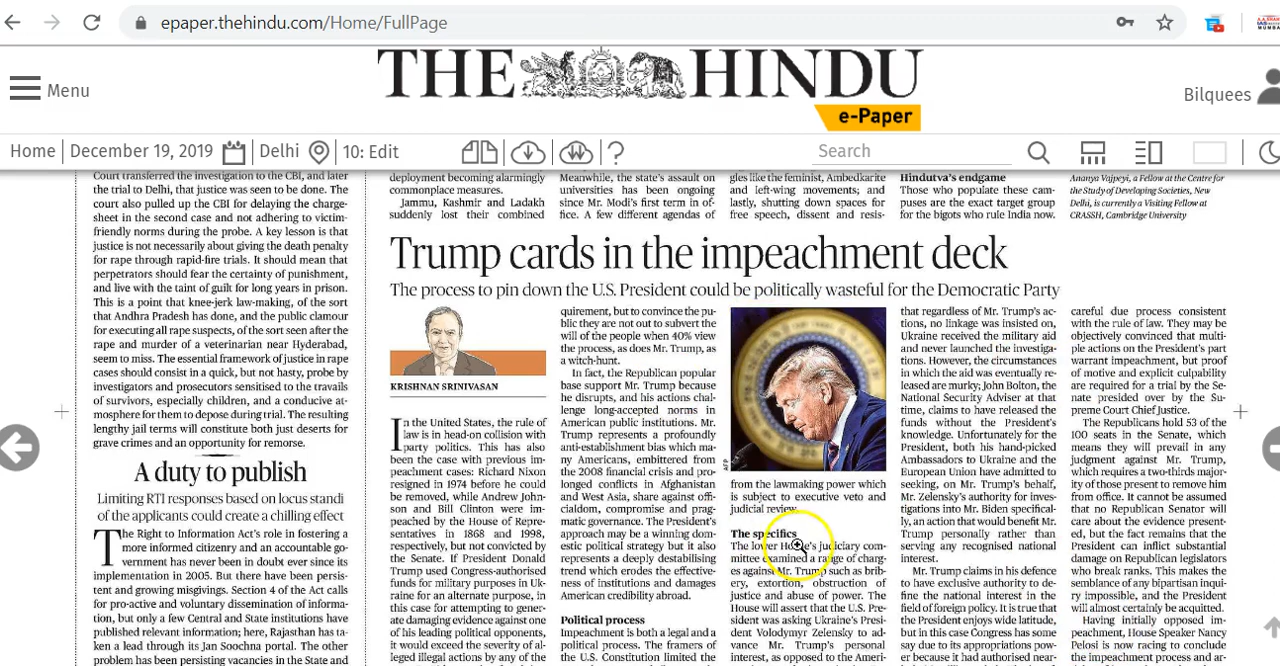 epaper.thehindu.com/Home/FullPage
THE HINDU
e-Paper
Menu
Bilquees
Home
December 19, 2019
Delhi
10: Edit
?
Search
Court transferred the investigation to the CBI, and later
the trial to Delhi, that justice was seen to be done. The
court also pulled up the CBI for delaying the charge-
sheet in the second case and not adhering to victim-
friendly norms during the probe. A key lesson is that
justice is not necessarily about giving the death penalty
for rape through rapid-fire trials. It should mean that
perpetrators should fear the certainty of punishment,
and live with the taint of guilt for long years in prison.
This is a point that knee-jerk law-making, of the sort
that Andhra Pradesh has done, and the public clamour
for executing all rape suspects, of the sort seen after the
rape and murder of a veterinarian near Hyderabad,
seem to miss. The essential framework of justice in rape
cases should consist in a quick, but not hasty, probe by
investigators and prosecutors sensitised to the travails
of survivors, especially children, and a conducive at-
mosphere for them to depose during trial. The resulting
lengthy jail terms will constitute both just deserts for
grave crimes and an opportunity for remorse.
A duty to publish
Limiting RTI responses based on locus standi
of the applicants could create a chilling effect
The Right to Information Act's role in fostering a
more informed citizenry and an accountable go-
vernment has never been in doubt ever since its
implementation in 2005. But there have been persis-
tent and growing misgivings. Section 4 of the Act calls
for pro-active and voluntary dissemination of informa-
tion, but only a few Central and State institutions have
published relevant information; here, Rajasthan has ta-
ken a lead through its Jan Soochna portal. The other
problem has been persisting vacancies in the State and
deployment becoming alarmingly
commonplace measures.
Jammu, Kashmir and Ladakh
suddenly lost their combined
Meanwhile, the state's assault on
universities has been ongoing
since Mr. Modi's first term in of-
fice. A few different agendas of
gles like the feminist, Ambedkarite
and left-wing movements; and
lastly, shutting down spaces for
free speech, dissent and resis-
Hindutva's endgame
Those who populate these cam-
puses are the exact target group
for the bigots who rule India now.
Ananya Vajpeyi, a Fellow at the Centre for
the Study of Developing Societies, New
Delhi, is currently a Visiting Fellow at
CRASSH, Cambridge University
Trump cards in the impeachment deck
The process to pin down the U.S. President could be politically wasteful for the Democratic Party
KRISHNAN SRINIVASAN
In the United States, the rule of
law is in head-on collision with
party politics. This has also
been the case with previous im-
peachment cases: Richard Nixon
resigned in 1974 before he could
be removed, while Andrew John-
son and Bill Clinton were im-
peached by the House of Repre-
sentatives in 1868 and 1998,
respectively, but not convicted by
the Senate. If President Donald
Trump used Congress-authorised
funds for military purposes in Uk-
raine for an alternate purpose, in
this case for attempting to gener-
ate damaging evidence against one
of his leading political opponents,
it would exceed the severity of al-
leged illegal actions by any of the
quirement, but to convince the pu-
blic they are not out to subvert the
will of the people when 40% view
the process, as does Mr. Trump, as
a witch-hunt.
In fact, the Republican popular
base support Mr. Trump because
he disrupts, and his actions chal-
lenge long-accepted norms in
American public institutions. Mr.
Trump represents a profoundly
anti-establishment bias which ma-
ny Americans, embittered from
the 2008 financial crisis and pro-
longed conflicts in Afghanistan
and West Asia, share against offi-
cialdom, compromise and prag-
matic governance. The President's
approach may be a winning dom-
estic political strategy but it also
represents a deeply destabilising
trend which erodes the effective-
ness of institutions and damages
American credibility abroad.
Political process
Impeachment is both a legal and a
political process. The framers of
the U.S. Constitution limited the
AFP
from the lawmaking power which
is subject to executive veto and
judicial review.
The specifics
The lower House's judiciary com-
mittee examined a range of charg-
es against Mr. Trump such as brib-
ery, extortion, obstruction of
justice and abuse of power. The
House will assert that the U.S. Pre-
sident was asking Ukraine's Presi-
dent Volodymyr Zelensky to ad-
vance Mr. Trump's personal
interest, as opposed to the Ameri-
that regardless of Mr. Trump's ac-
tions, no linkage was insisted on,
Ukraine received the military aid
and never launched the investiga-
tions. However, the circumstances
in which the aid was eventually re-
leased are murky; John Bolton, the
National Security Adviser at that
time, claims to have released the
funds without the President's
knowledge. Unfortunately for the
President, both his hand-picked
Ambassadors to Ukraine and the
European Union have admitted to
seeking, on Mr. Trump's behalf,
Mr. Zelensky's authority for inves-
tigations into Mr. Biden specifical-
ly, an action that would benefit Mr.
Trump personally rather than
serving any recognised national
interest.
Mr. Trump claims in his defence
to have exclusive authority to de-
fine the national interest in the
field of foreign policy. It is true that
the President enjoys wide latitude,
but in this case Congress has some
say due to its appropriations pow-
er because it had authorised near-
careful due process consistent
with the rule of law. They may be
objectively convinced that mult-
iple actions on the President's part
warrant impeachment, but proof
of motive and explicit culpability
are required for a trial by the Se-
nate presided over by the Su-
preme Court Chief Justice.
The Republicans hold 53 of the
100 seats in the Senate, which
means they will prevail in any
judgment against Mr. Trump,
which requires a two-thirds major-
ity of those present to remove him
from office. It cannot be assumed
that no Republican Senator will
care about the evidence present-
ed, but the fact remains that the
President can inflict substantial
damage on Republican legislators
who break ranks. This makes the
semblance of any bipartisan inqui-
ry impossible, and the President
will almost certainly be acquitted.
Having initially opposed im-
peachment, House Speaker Nancy
Pelosi is now racing to conclude
the impeachment process and ar-